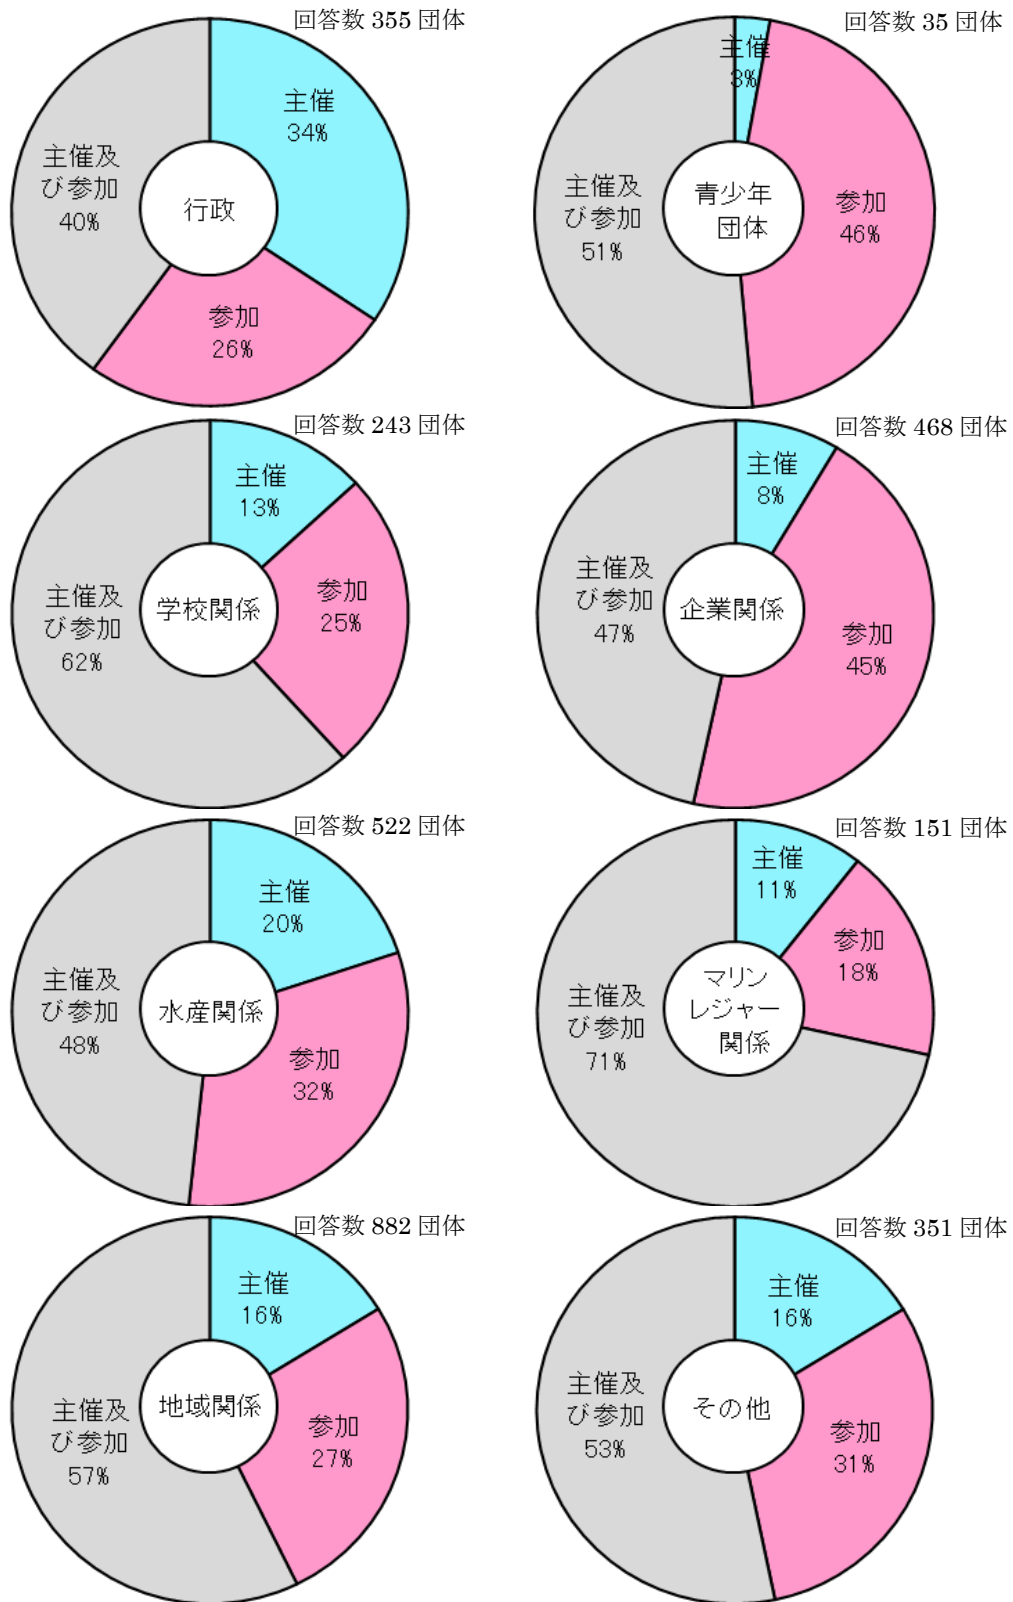 回答数 355 団体
主催
34%
参加
26%
主催及
び参加
40%
行政
回答数 35 団体
主催
3%
参加
46%
主催及
び参加
51%
青少年
団体
回答数 243 団体
主催
13%
参加
25%
主催及
び参加
62%
学校関係
回答数 468 団体
主催
8%
参加
45%
主催及
び参加
47%
企業関係
回答数 522 団体
主催
20%
参加
32%
主催及
び参加
48%
水産関係
回答数 151 団体
主催
11%
参加
18%
主催及
び参加
71%
マリン
レジャー
関係
回答数 882 団体
主催
16%
参加
27%
主催及
び参加
57%
地域関係
回答数 351 団体
主催
16%
参加
31%
主催及
び参加
53%
その他